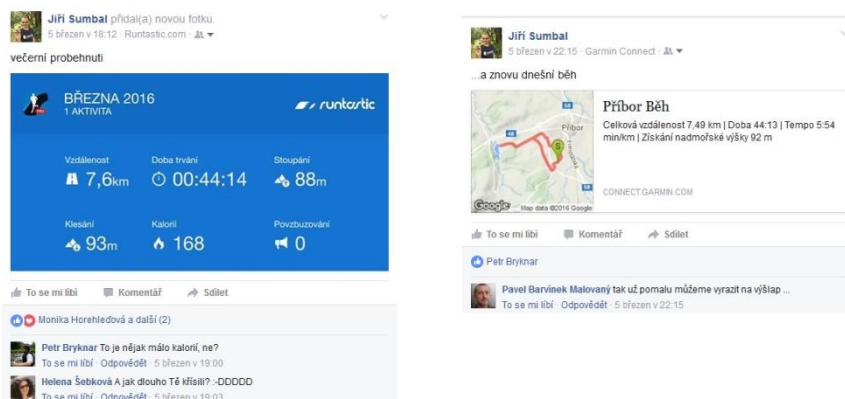 Jiří Sumbal přidal(a) novou fotku.
5 březen v 18:12 · Runtastic.com ·
večerní probehnuti
BŘEZNA 2016
1 AKTIVITA
runtastic
Vzdálenost
7,6km
Doba trvání
00:44:14
Stoupání
88m
Klesání
93m
Kalorií
168
Povzbuzování
0
To se mi líbí Komentář Sdílet
Monika Horehleďová a další (2)
Petr Bryknar To je nějak málo kalorií, ne?
To se mi líbí · Odpovědět · 5 březen v 19:00
Helena Šebková A jak dlouho Tě křísili? :-DDDDD
To se mi líbí · Odpovědět · 5 březen v 19:03
Jiří Sumbal
5 březen v 22:15 · Garmin Connect ·
...a znovu dnešní běh
Příbor
48
48
58
S
Google
Map data ©2016 Google
Příbor Běh
Celková vzdálenost 7,49 km | Doba 44:13 | Tempo 5:54
min/km | Získání nadmořské výšky 92 m
CONNECT.GARMIN.COM
To se mi líbí Komentář Sdílet
Petr Bryknar
Pavel Barvínek Malovaný tak už pomalu můžeme vyrazit na výšlap ...
To se mi líbí · Odpovědět · 5 březen v 22:15